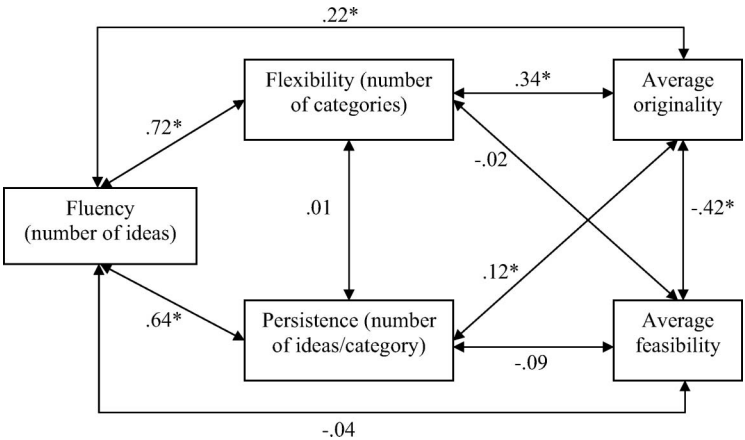 .22*
Flexibility (number
of categories)
.34*
Average
originality
.72*
-.02
Fluency
(number of ideas)
.01
-.42*
.12*
.64*
Persistence (number
of ideas/category)
-.09
Average
feasibility
-.04